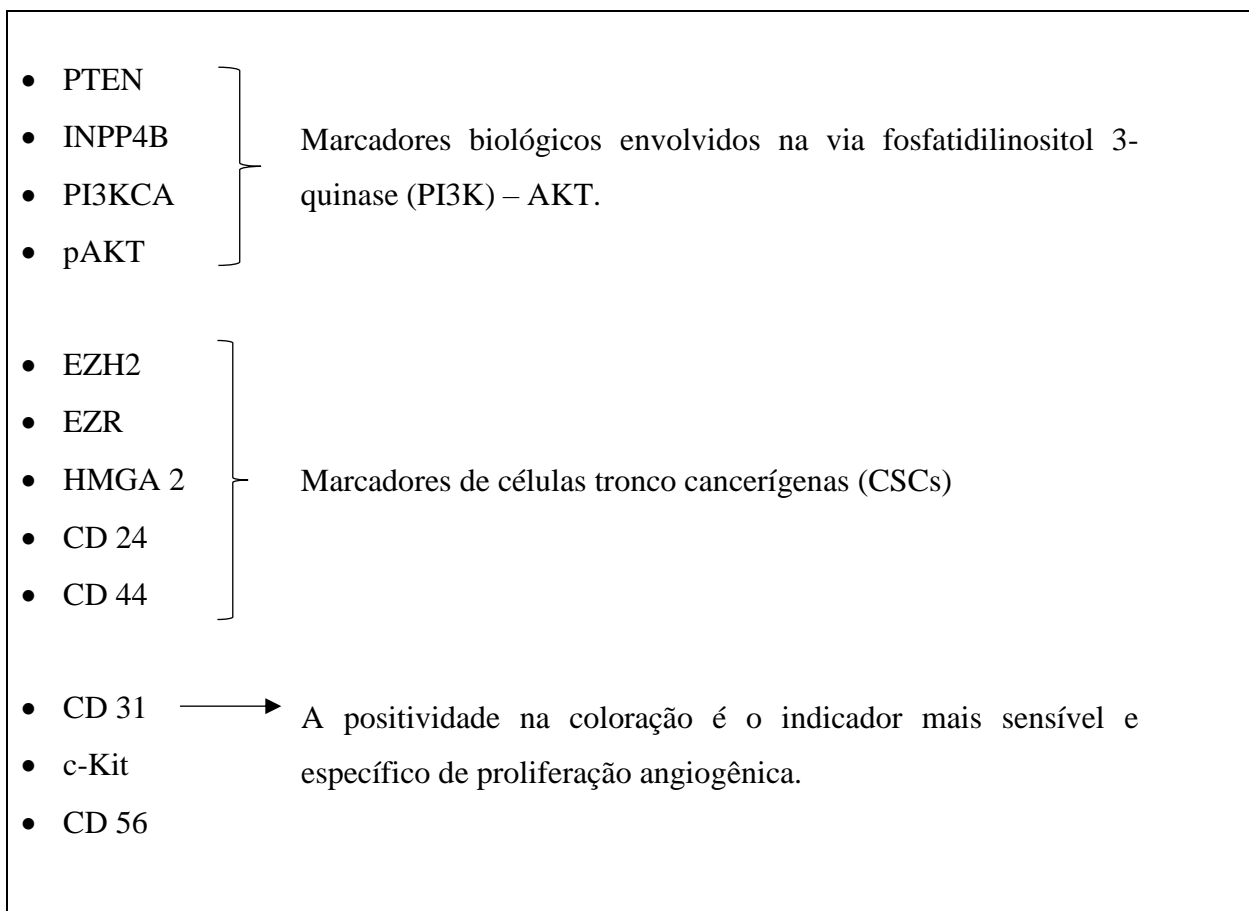 • PTEN
• INPP4B
• PI3KCA
• pAKT
Marcadores biológicos envolvidos na via fosfatidilinositol 3-
quinase (PI3K) – AKT.
• EZH2
• EZR
• HMGA 2
• CD 24
• CD 44
Marcadores de células tronco cancerígenas (CSCs)
• CD 31
• c-Kit
• CD 56
A positividade na coloração é o indicador mais sensível e
específico de proliferação angiogênica.